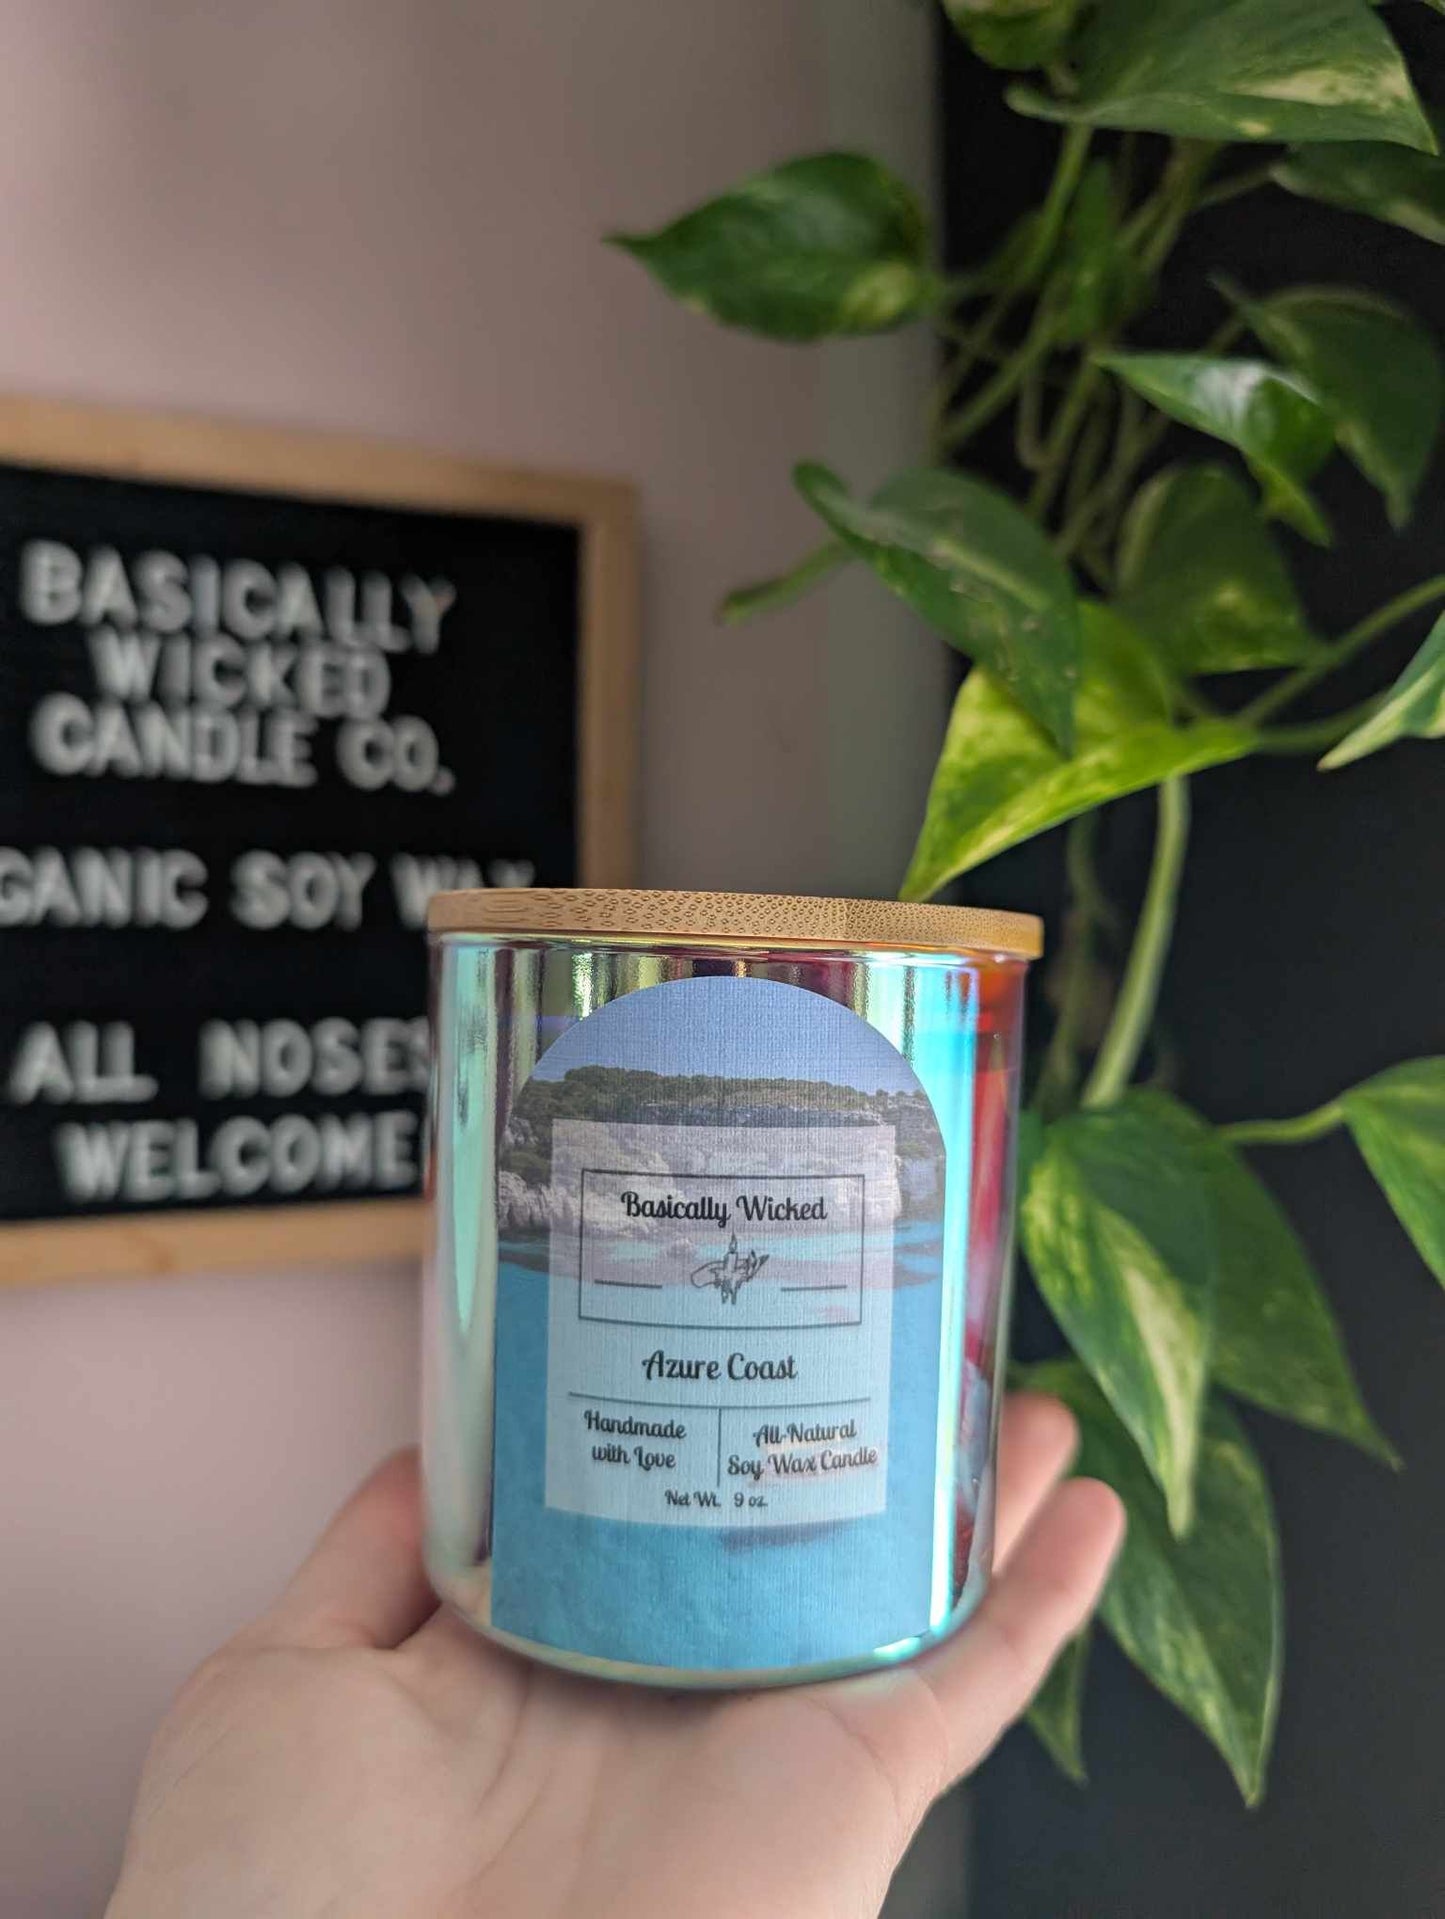 BASICALLY
WICKED
CANDLE CO.
GANIC SOY WAX
ALL NOSES
WELCOME
Basically Wicked
Azure Coast
Handmade
with Love
All-Natural
Soy Wax Candle
Net Wt. 9 oz.